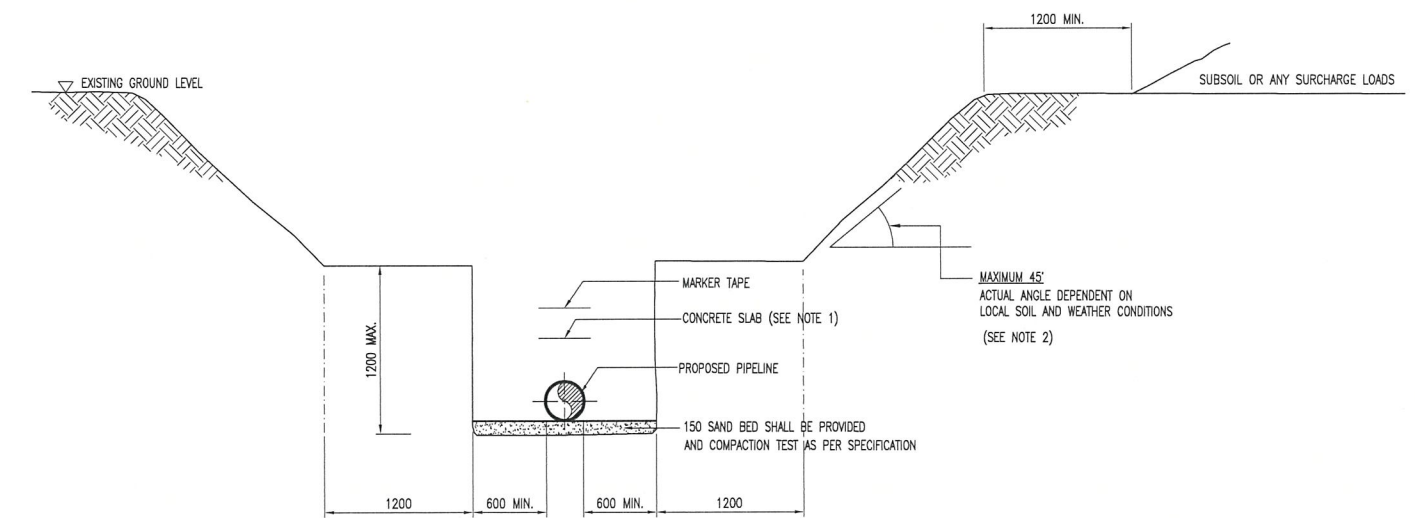 1200 MIN.
EXISTING GROUND LEVEL
SUBSOIL OR ANY SURCHARGE LOADS
MARKER TAPE
CONCRETE SLAB (SEE NOTE 1)
MAXIMUM 45'
ACTUAL ANGLE DEPENDENT ON
LOCAL SOIL AND WEATHER CONDITIONS
(SEE NOTE 2)
1200 MAX.
PROPOSED PIPELINE
150 SAND BED SHALL BE PROVIDED
AND COMPACTION TEST AS PER SPECIFICATION
1200
600 MIN.
600 MIN.
1200